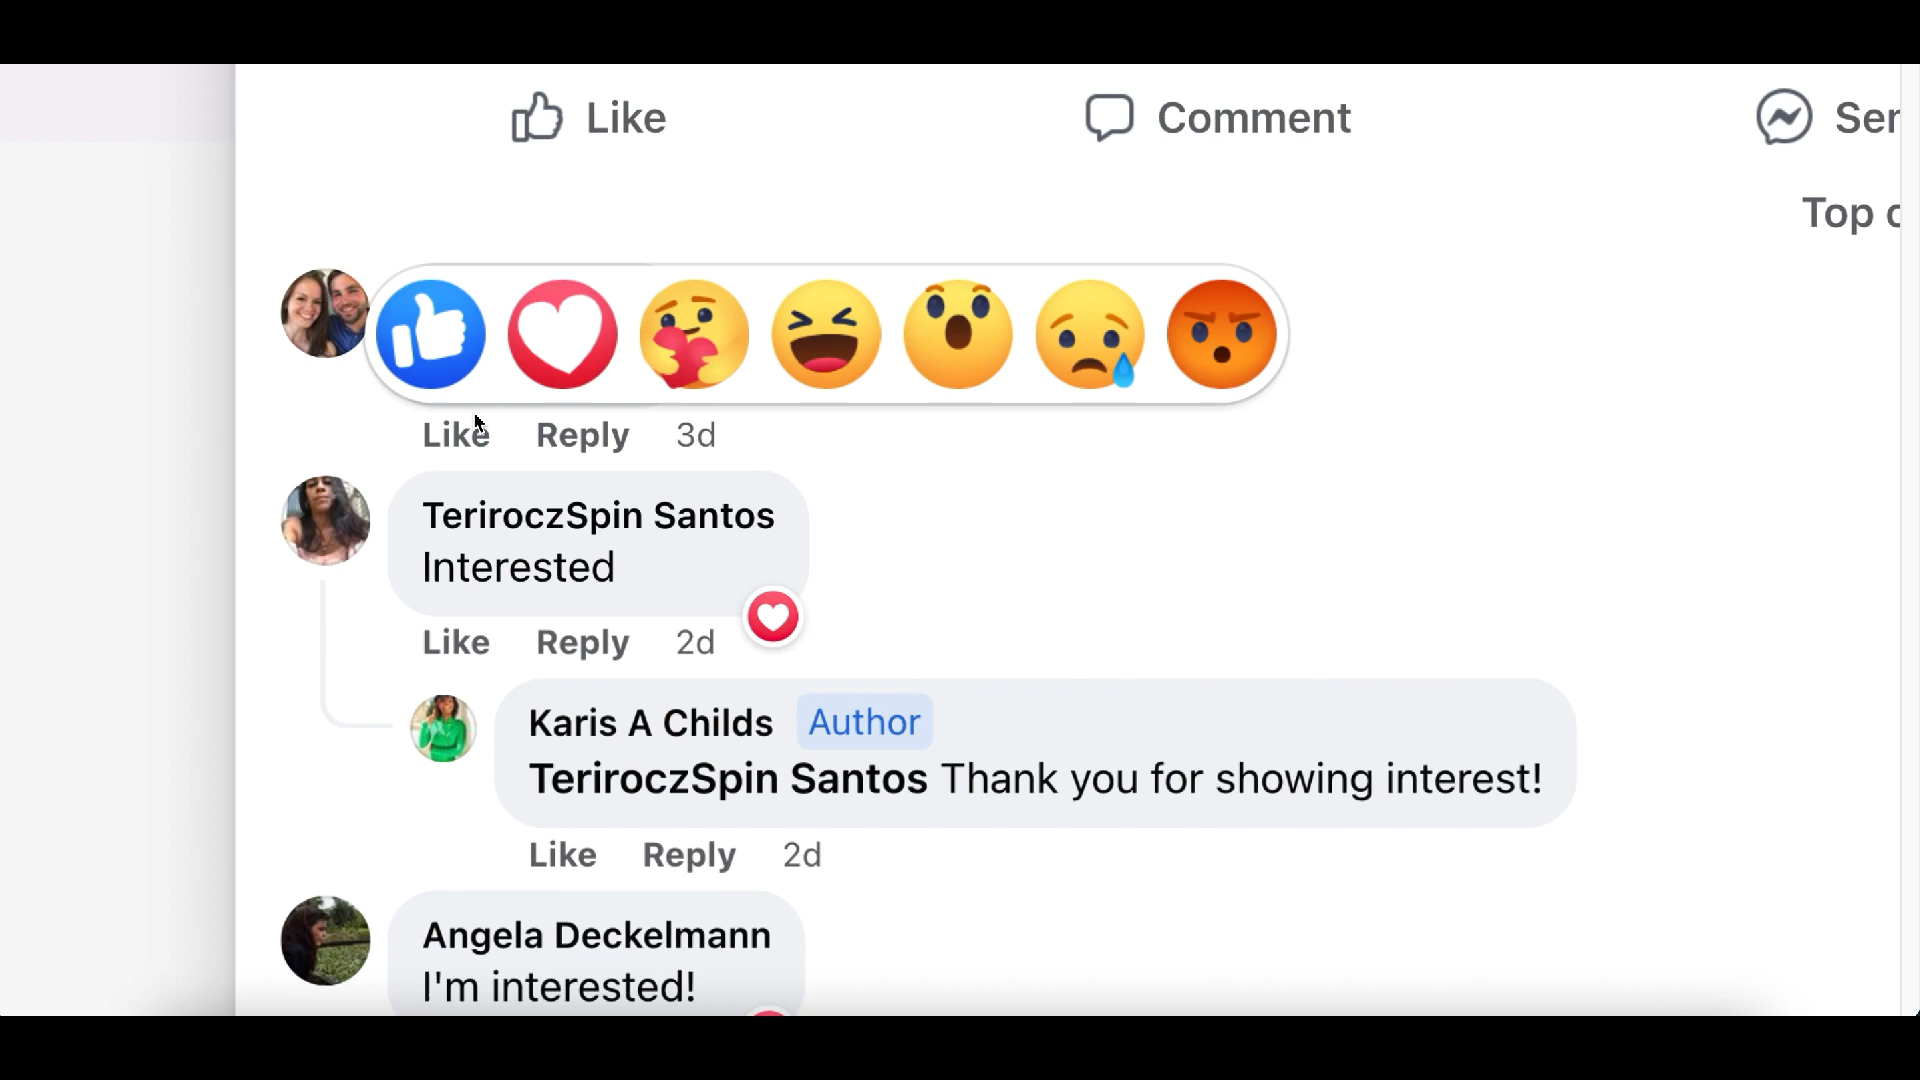 Like Comment
Like Reply 3d
TeriroczSpin Santos
Interested
Like Reply 2d
Karis A Childs Author
TeriroczSpin Santos Thank you for showing interest!
Like Reply 2d
Angela Deckelmann
I'm interested!